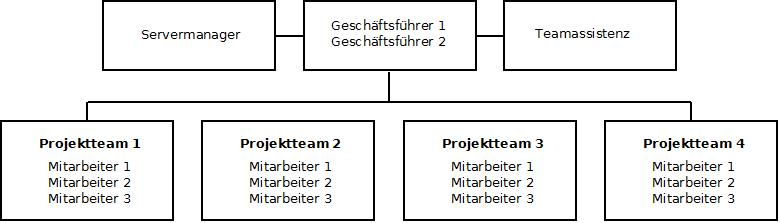 Servermanager
Geschäftsführer 1
Geschäftsführer 2
Teamassistenz
Projektteam 1
Mitarbeiter 1
Mitarbeiter 2
Mitarbeiter 3
Projektteam 2
Mitarbeiter 1
Mitarbeiter 2
Mitarbeiter 3
Projektteam 3
Mitarbeiter 1
Mitarbeiter 2
Mitarbeiter 3
Projektteam 4
Mitarbeiter 1
Mitarbeiter 2
Mitarbeiter 3